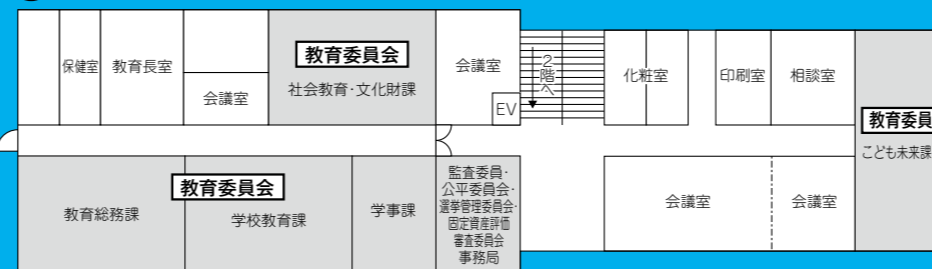 保健室
教育長室
会議室
教育委員会
社会教育・文化財課
会議室
EV
2階へ
化粧室
印刷室
相談室
教育委員
こども未来課
教育委員会
教育総務課
学校教育課
学事課
監査委員・
公平委員会・
選挙管理委員会・
固定資産評価
審査委員会
事務局
会議室
会議室